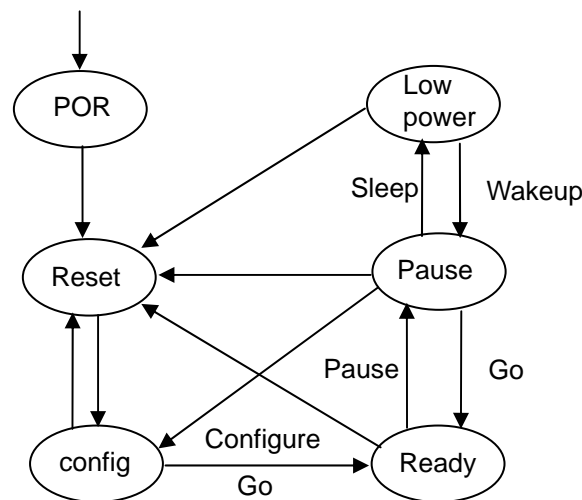 POR
Low
power
Sleep
Wakeup
Reset
Pause
Pause
Go
Configure
config
Ready
Go